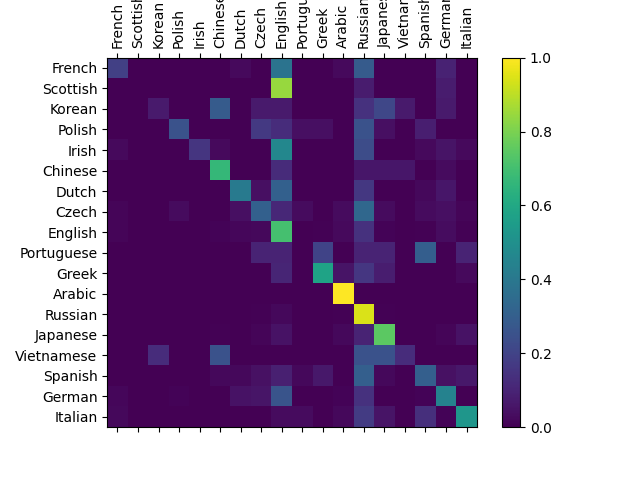 French
Scottish
Korean
Polish
Irish
Chinese
Dutch
Czech
English
Portugu
Greek
Arabic
Russian
Japanes
Vietnam
Spanish
German
Italian
French
Scottish
Korean
Polish
Irish
Chinese
Dutch
Czech
English
Portuguese
Greek
Arabic
Russian
Japanese
Vietnamese
Spanish
German
Italian
1.0
0.8
0.6
0.4
0.2
0.0